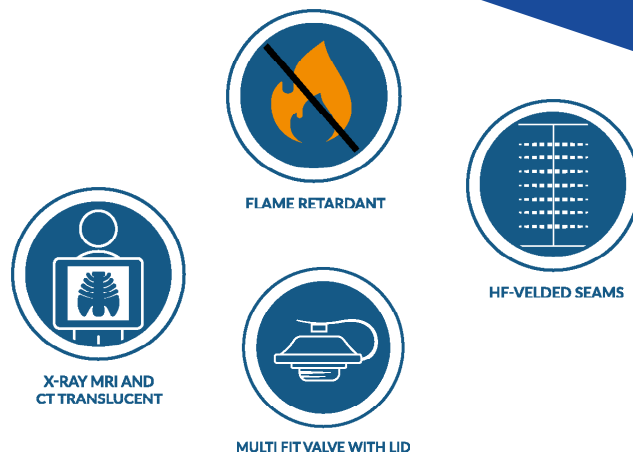 FLAME RETARDANT
HF-VELDED SEAMS
X-RAY MRI AND
CT TRANSLUCENT
MULTI FIT VALVE WITH LID